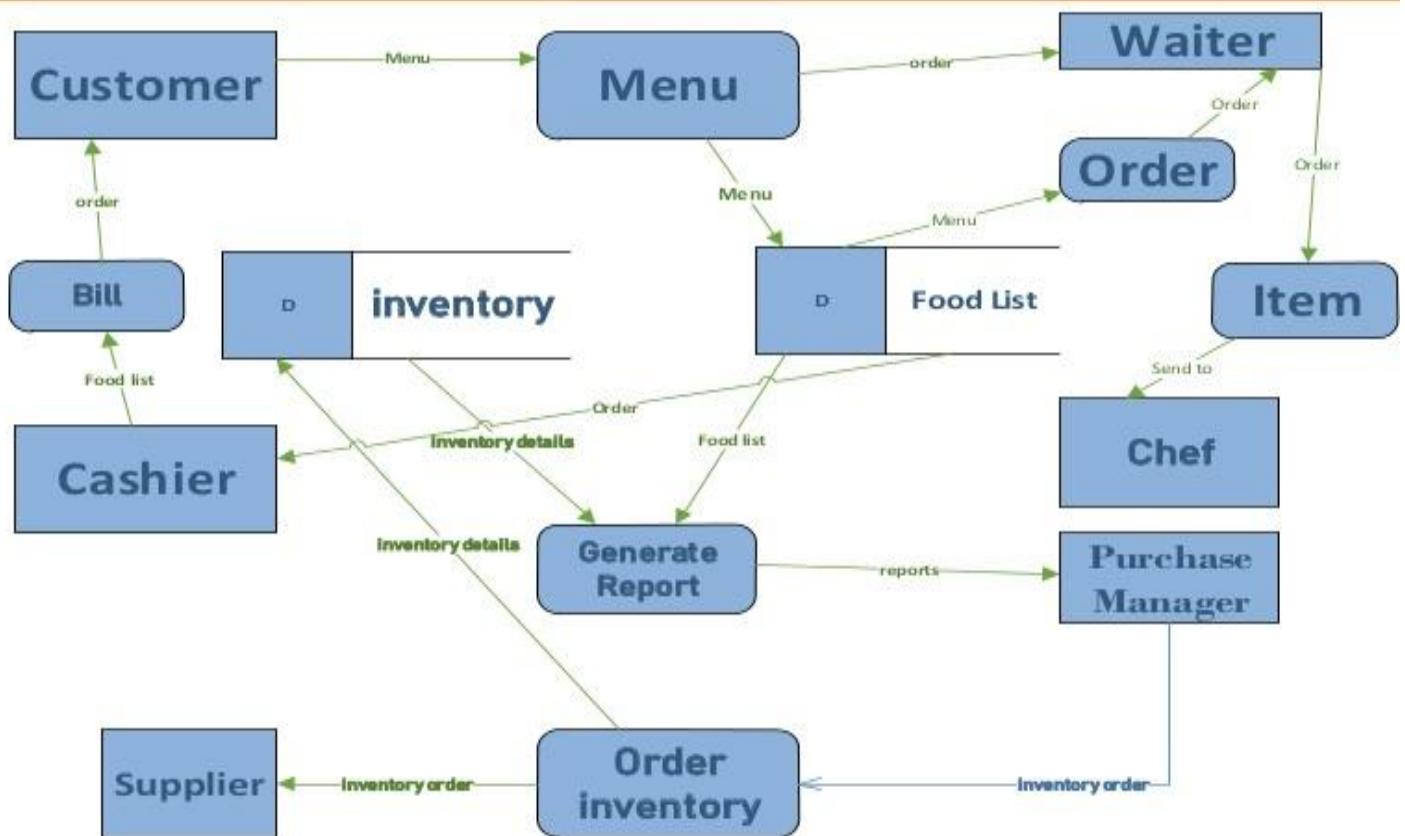 Customer
Menu
Menu
order
Waiter
Order
Order
Order
order
Menu
Menu
Bill
D
inventory
D
Food List
Item
Food list
Send to
Order
Inventory details
Food list
Cashier
Chef
Inventory details
Generate
Report
reports
Purchase
Manager
Supplier
Inventory order
Order
inventory
Inventory order